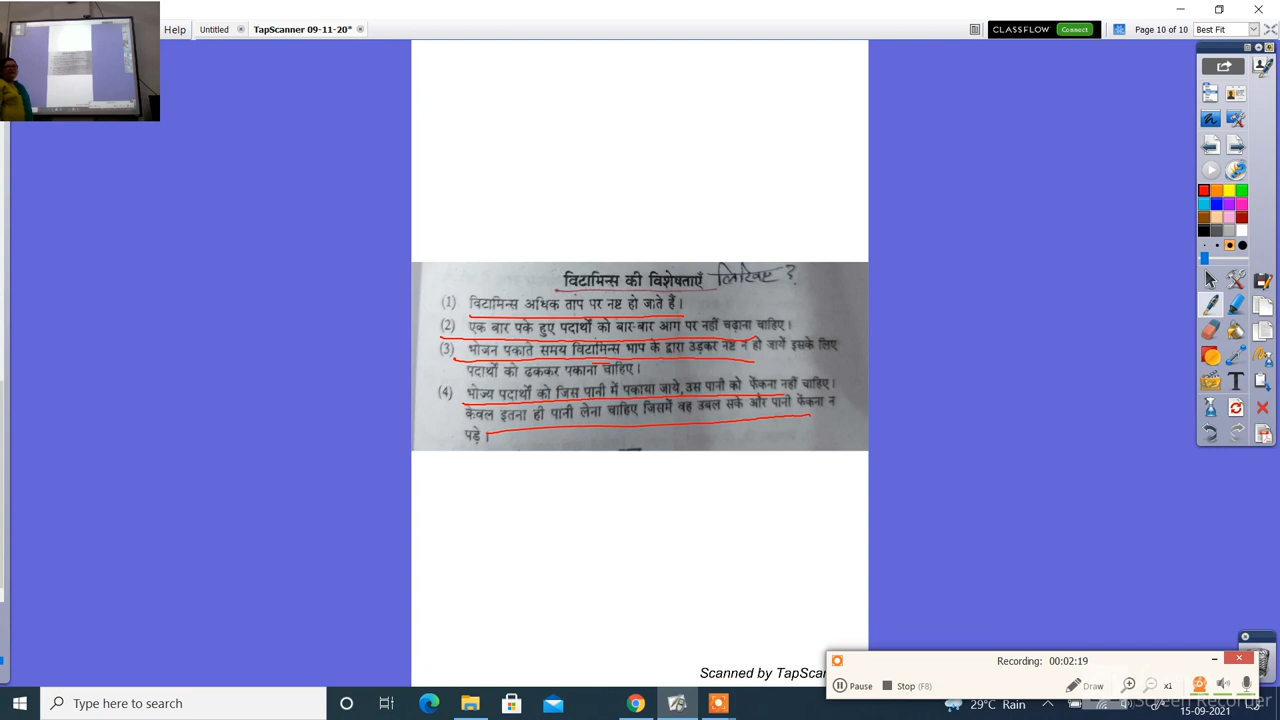 Help
Untitled
TapScanner 09-11-20*
CLASSFLOW Connect
Page 10 of 10
Best Fit
विटामिन्स की विशेषताएँ लिखिए ?
(1) विटामिन्स अधिक ताप पर नष्ट हो जाते हैं।
(2) एक बार पके हुए पदार्थों को बार-बार आग पर नहीं चढ़ाना चाहिए।
(3) भोजन पकाते समय विटामिन्स भाप के द्वारा उड़कर नष्ट न हो जायें इसके लिए
पदार्थों को ढककर पकाना चाहिए।
(4) भोज्य पदार्थों को जिस पानी में पकाया जाये, उस पानी को फेंकना नहीं चाहिए।
केवल इतना ही पानी लेना चाहिए जिसमें वह उबल सके और पानी फेंकना न
पड़े।
Scanned by TapScan
Recording: 00:02:19
Pause
Stop (F8)
x1
Draw
Screen Recorder
Type here to search
29°C Rain
15-09-2021